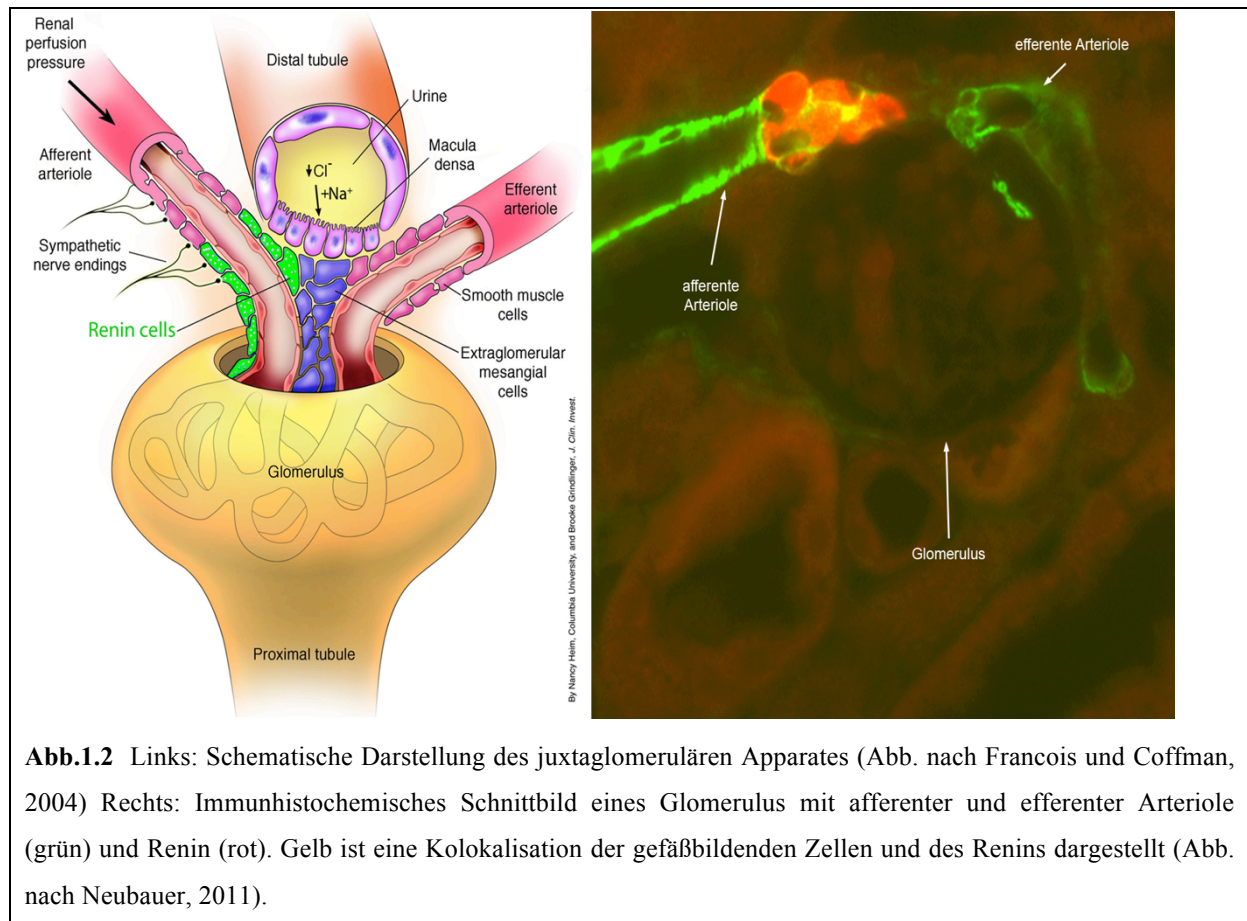 Renal
perfusion
pressure
Distal tubule
Urine
Macula
densa
Afferent
arteriole
↓Cl-
+Na+
Efferent
arteriole
Sympathetic
nerve endings
Renin cells
Smooth muscle
cells
Extraglomerular
mesangial
cells
Glomerulus
Proximal tubule
By Nancy Heim, Columbia University, and Brooke Grindlinger, J. Clin. Invest.
efferente Arteriole
afferente
Arteriole
Glomerulus
Abb.1.2 Links: Schematische Darstellung des juxtaglomerulären Apparates (Abb. nach Francois und Coffman,
2004) Rechts: Immunhistochemisches Schnittbild eines Glomerulus mit afferenter und efferenter Arteriole
(grün) und Renin (rot). Gelb ist eine Kolokalisation der gefäßbildenden Zellen und des Renins dargestellt (Abb.
nach Neubauer, 2011).